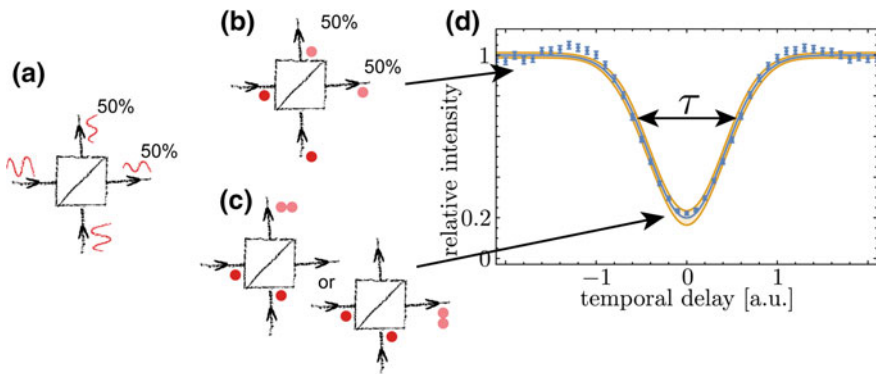 (a)
50%
50%
(b)
50%
50%
(c)
or
(d)
relative intensity
1
0.2
0
τ
−1
0
1
temporal delay [a.u.]